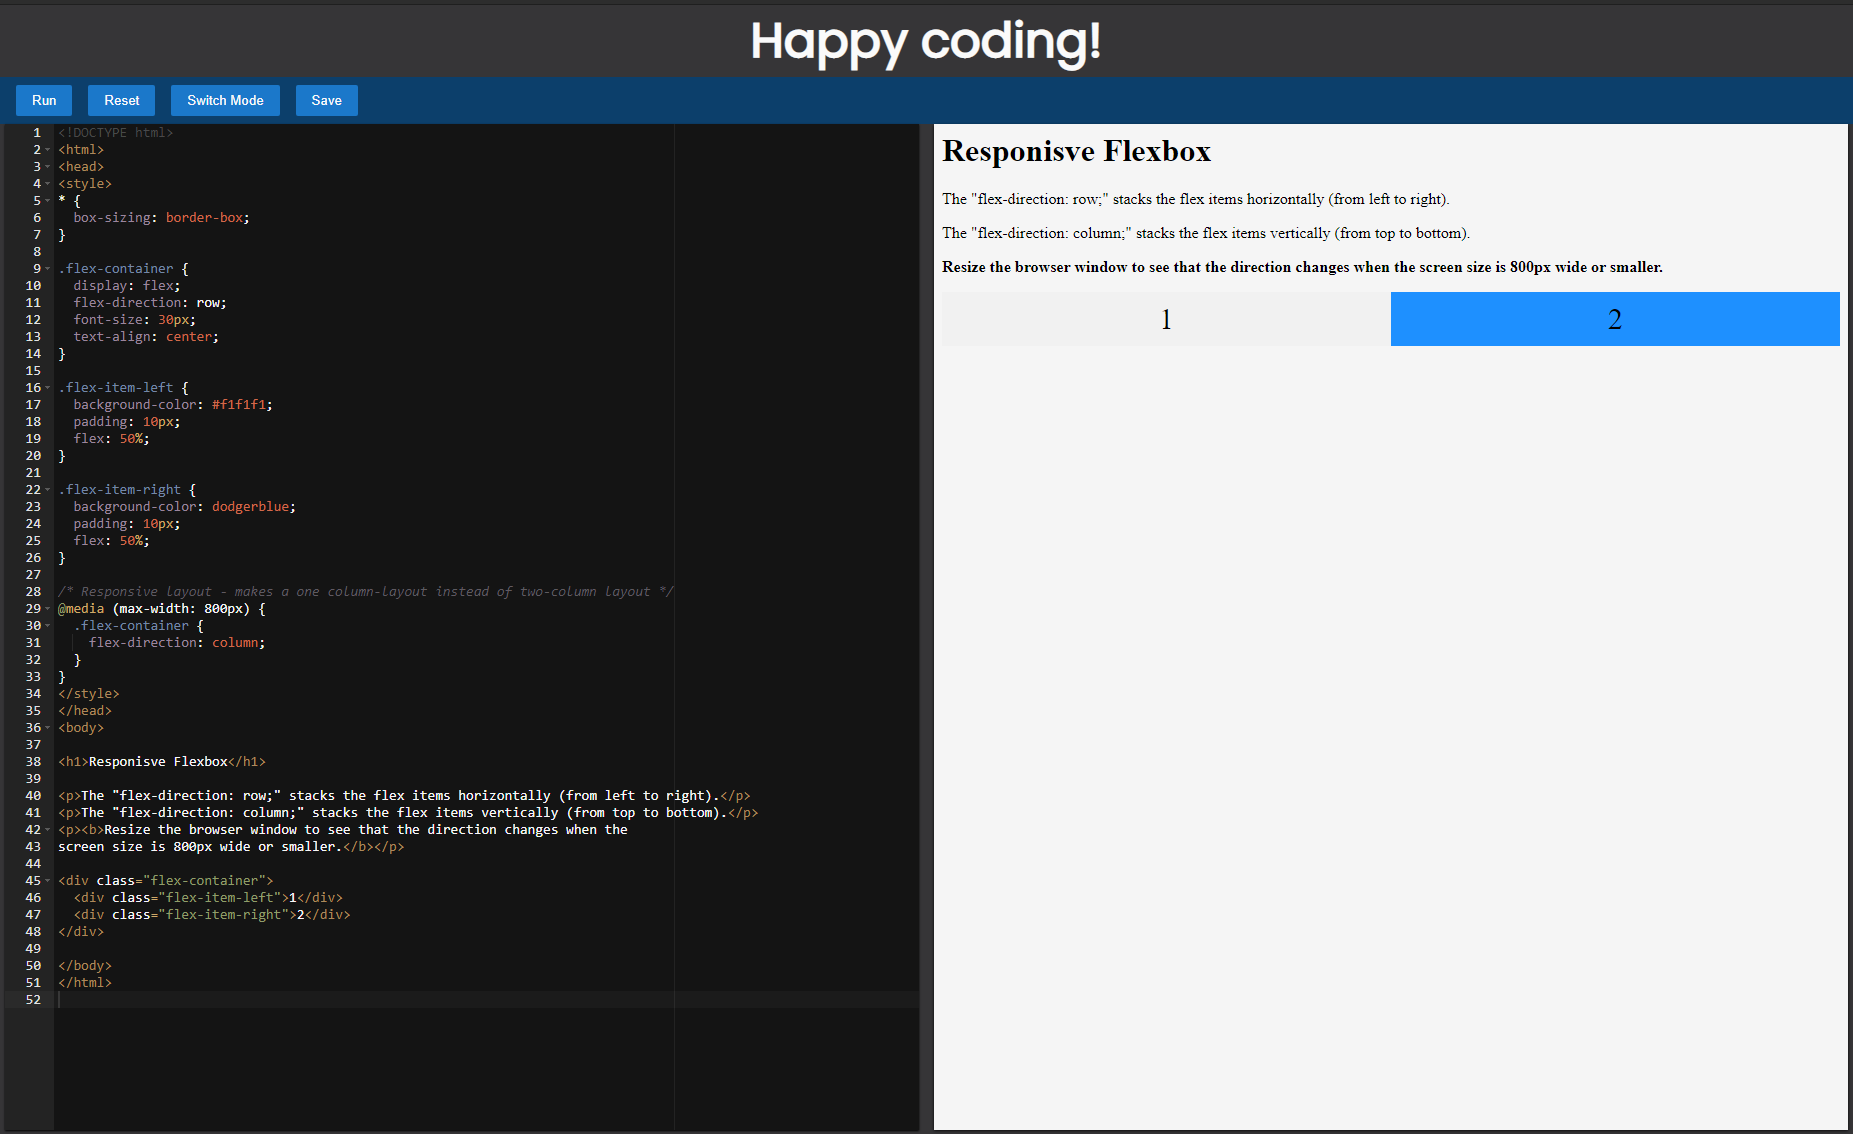 Happy coding!
Run Reset Switch Mode Save
1 <!DOCTYPE html>
2 <html>
3 <head>
4 <style>
5 * {
6   box-sizing: border-box;
7 }
8
9 .flex-container {
10   display: flex;
11   flex-direction: row;
12   font-size: 30px;
13   text-align: center;
14 }
15
16 .flex-item-left {
17   background-color: #f1f1f1;
18   padding: 10px;
19   flex: 50%;
20 }
21
22 .flex-item-right {
23   background-color: dodgerblue;
24   padding: 10px;
25   flex: 50%;
26 }
27
28 /* Responsive layout - makes a one column-layout instead of two-column layout */
29 @media (max-width: 800px) {
30   .flex-container {
31     flex-direction: column;
32   }
33 }
34 </style>
35 </head>
36 <body>
37
38 <h1>Responisve Flexbox</h1>
39
40 <p>The "flex-direction: row;" stacks the flex items horizontally (from left to right).</p>
41 <p>The "flex-direction: column;" stacks the flex items vertically (from top to bottom).</p>
42 <p><b>Resize the browser window to see that the direction changes when the
43 screen size is 800px wide or smaller.</b></p>
44
45 <div class="flex-container">
46   <div class="flex-item-left">1</div>
47   <div class="flex-item-right">2</div>
48 </div>
49
50 </body>
51 </html>
52
Responisve Flexbox
The "flex-direction: row;" stacks the flex items horizontally (from left to right).
The "flex-direction: column;" stacks the flex items vertically (from top to bottom).
Resize the browser window to see that the direction changes when the screen size is 800px wide or smaller.
1 2